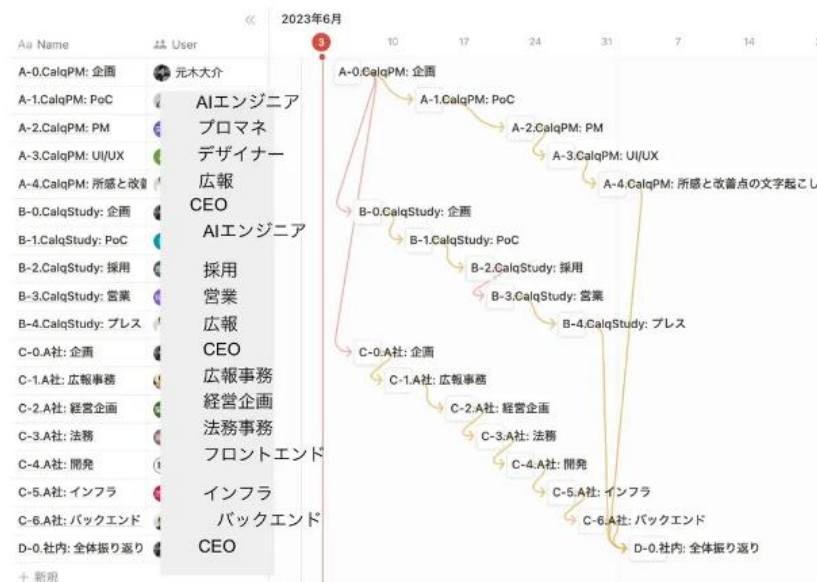 2023年6月
Aa Name User
3 10 17 24 31 7 14
A-0.CalqPM: 企画 元木大介 A-0.CalqPM: 企画
A-1.CalqPM: PoC AIエンジニア A-1.CalqPM: PoC
A-2.CalqPM: PM プロマネ A-2.CalqPM: PM
A-3.CalqPM: UI/UX デザイナー A-3.CalqPM: UI/UX
A-4.CalqPM: 所感と改善 広報 A-4.CalqPM: 所感と改善点の文字起こし
B-0.CalqStudy: 企画 CEO B-0.CalqStudy: 企画
B-1.CalqStudy: PoC AIエンジニア B-1.CalqStudy: PoC
B-2.CalqStudy: 採用 採用 B-2.CalqStudy: 採用
B-3.CalqStudy: 営業 営業 B-3.CalqStudy: 営業
B-4.CalqStudy: プレス 広報 B-4.CalqStudy: プレス
C-0.A社: 企画 CEO C-0.A社: 企画
C-1.A社: 広報事務 広報事務 C-1.A社: 広報事務
C-2.A社: 経営企画 経営企画 C-2.A社: 経営企画
C-3.A社: 法務 法務事務 C-3.A社: 法務
C-4.A社: 開発 フロントエンド C-4.A社: 開発
C-5.A社: インフラ インフラ C-5.A社: インフラ
C-6.A社: バックエンド バックエンド C-6.A社: バックエンド
D-0.社内: 全体振り返り CEO D-0.社内: 全体振り返り
+ 新規